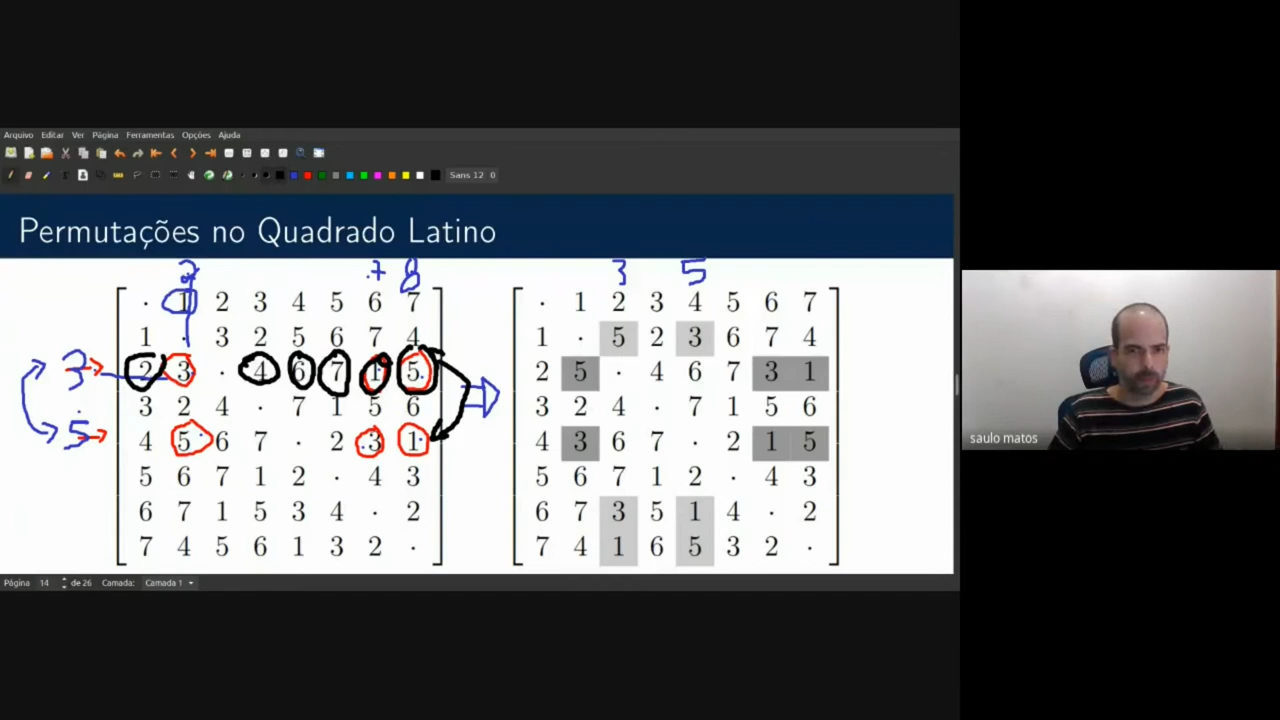 Arquivo Editar Ver Página Ferramentas Opções Ajuda
Sans 12 0
Permutações no Quadrado Latino
2 7 8
3 5
· 1 2 3 4 5 6 7
1 · 3 2 5 6 7 4
3 2 3 · 4 6 7 1 5
3 2 4 · 7 1 5 6
5 4 5 6 7 · 2 3 1
5 6 7 1 2 · 4 3
6 7 1 5 3 4 · 2
7 4 5 6 1 3 2 ·
· 1 2 3 4 5 6 7
1 · 5 2 3 6 7 4
2 5 · 4 6 7 3 1
3 2 4 · 7 1 5 6
4 3 6 7 · 2 1 5
5 6 7 1 2 · 4 3
6 7 3 5 1 4 · 2
7 4 1 6 5 3 2 ·
saulo matos
Página 14 de 26 Camada: Camada 1